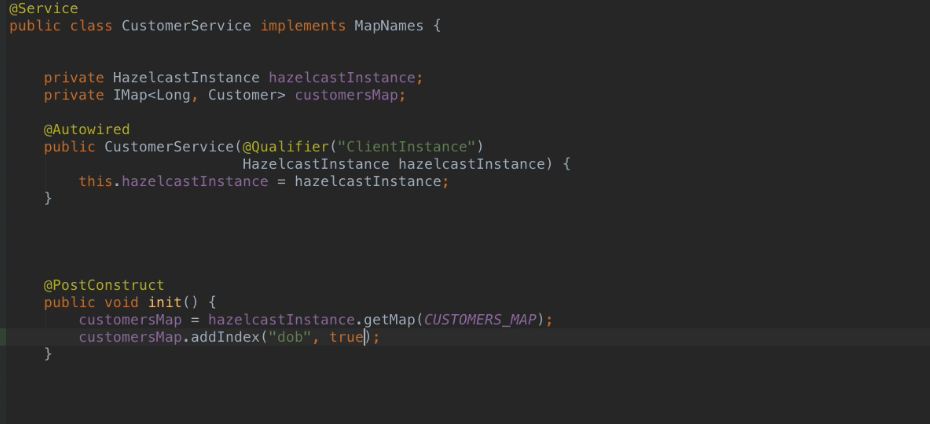 @Service
public class CustomerService implements MapNames {
private HazelcastInstance hazelcastInstance;
private IMap<Long, Customer> customersMap;
@Autowired
public CustomerService(@Qualifier("ClientInstance")
HazelcastInstance hazelcastInstance) {
this.hazelcastInstance = hazelcastInstance;
}
@PostConstruct
public void init() {
customersMap = hazelcastInstance.getMap(CUSTOMERS_MAP);
customersMap.addIndex("dob", true);
}